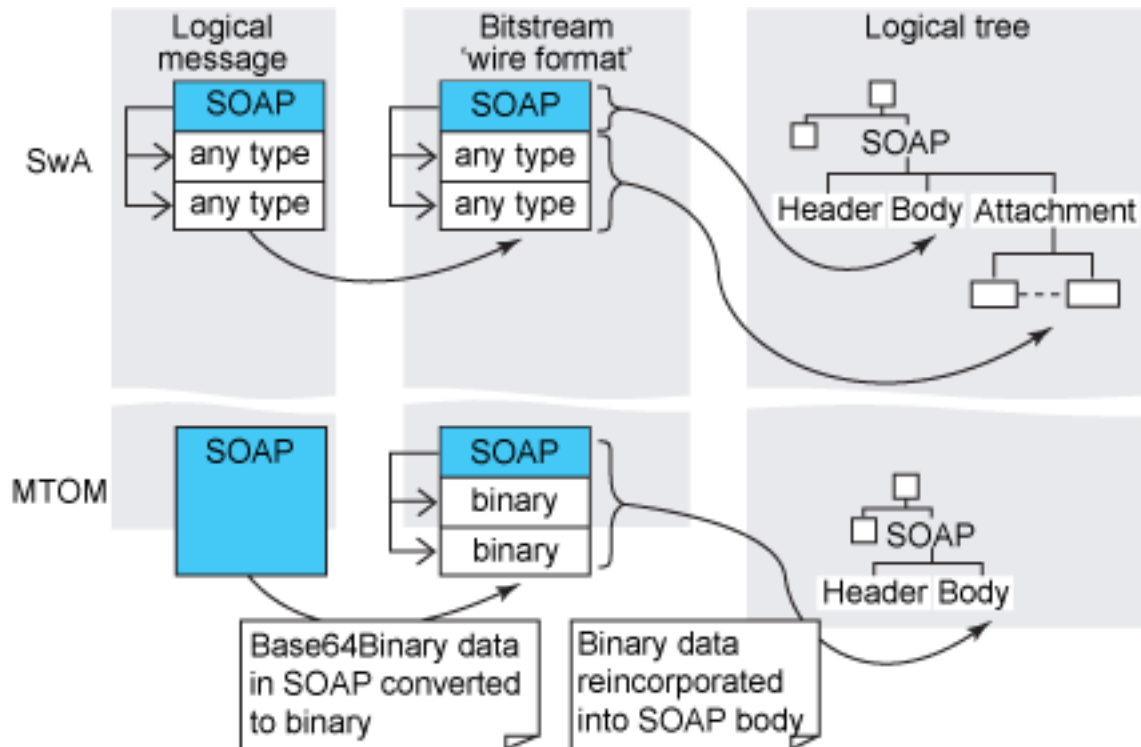 Logical
message
Bitstream
'wire format'
Logical tree
SwA
SOAP
any type
any type
SOAP
any type
any type
SOAP
Header Body Attachment
MTOM
SOAP
SOAP
binary
binary
SOAP
Header Body
Base64Binary data
in SOAP converted
to binary
Binary data
reincorporated
into SOAP body